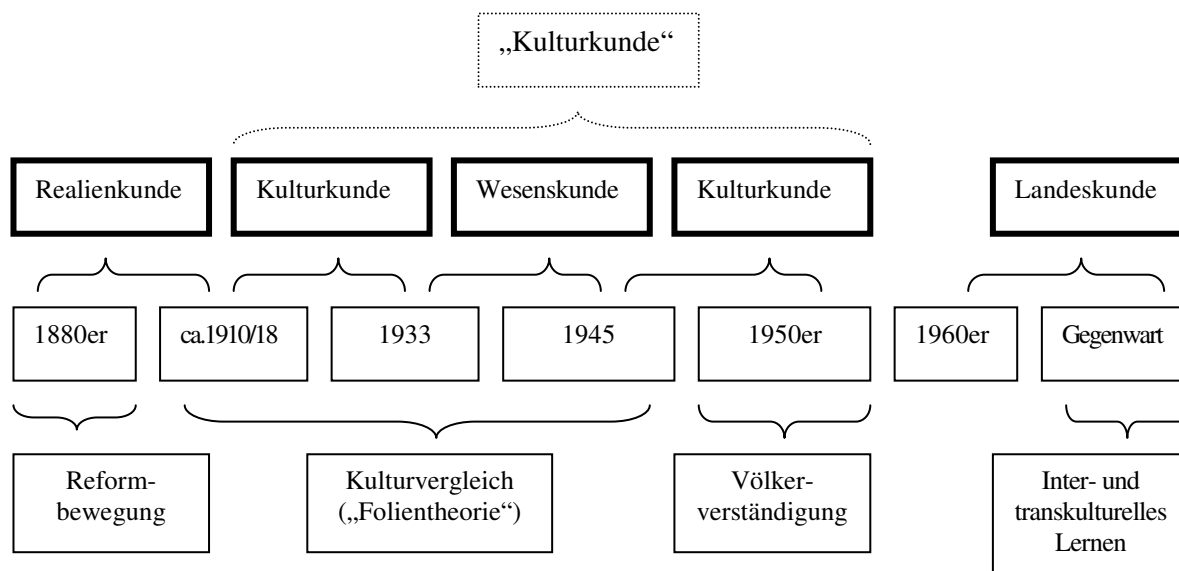 „Kulturkunde“
Realienkunde
Kulturkunde
Wesenskunde
Kulturkunde
Landeskunde
1880er
ca.1910/18
1933
1945
1950er
1960er
Gegenwart
Reform-
bewegung
Kulturvergleich
(„Folientheorie“)
Völker-
verständigung
Inter- und
transkulturelles
Lernen